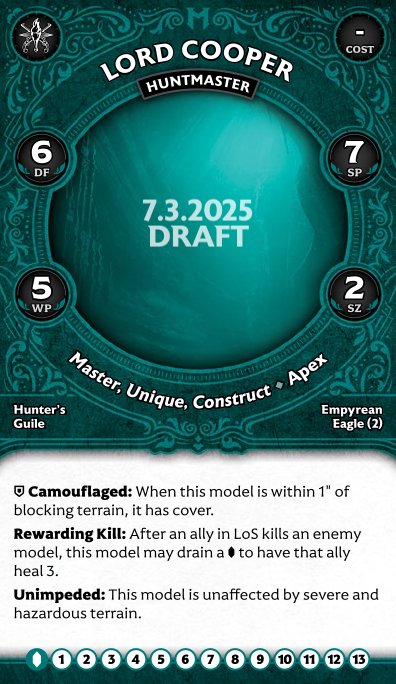 -
COST
LORD COOPER
HUNTMASTER
6
DF
7
SP
7.3.2025
DRAFT
5
WP
2
SZ
Master, Unique, Construct ◆ Apex
Hunter's
Guile
Empyrean
Eagle (2)
Camouflaged: When this model is within 1" of
blocking terrain, it has cover.
Rewarding Kill: After an ally in LoS kills an enemy
model, this model may drain a to have that ally
heal 3.
Unimpeded: This model is unaffected by severe and
hazardous terrain.
1 2 3 4 5 6 7 8 9 10 11 12 13